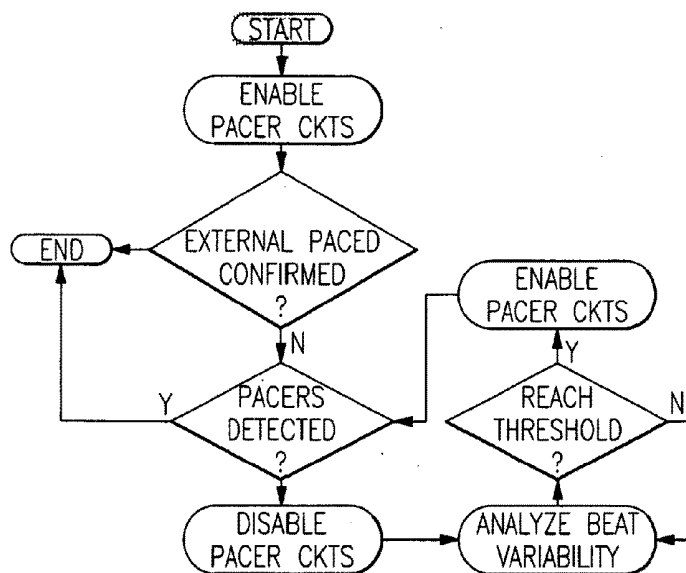 START
ENABLE
PACER CKTS
END
EXTERNAL PACED
CONFIRMED
?
N
ENABLE
PACER CKTS
Y
Y
PACERS
DETECTED
?
REACH
THRESHOLD
?
N
DISABLE
PACER CKTS
ANALYZE BEAT
VARIABILITY